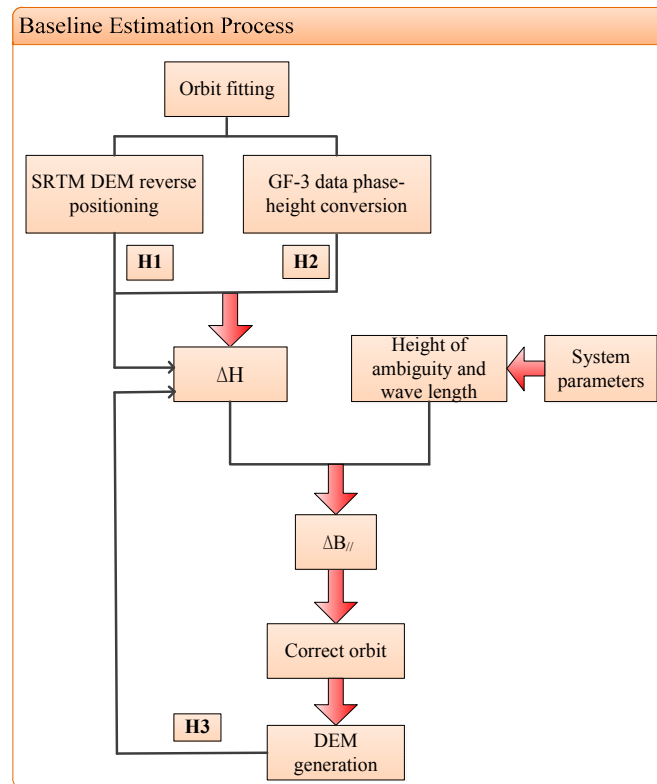 Baseline Estimation Process
Orbit fitting
SRTM DEM reverse
positioning
GF-3 data phase-
height conversion
H1
H2
ΔH
Height of
ambiguity and
wave length
System
parameters
ΔB//
Correct orbit
H3
DEM
generation